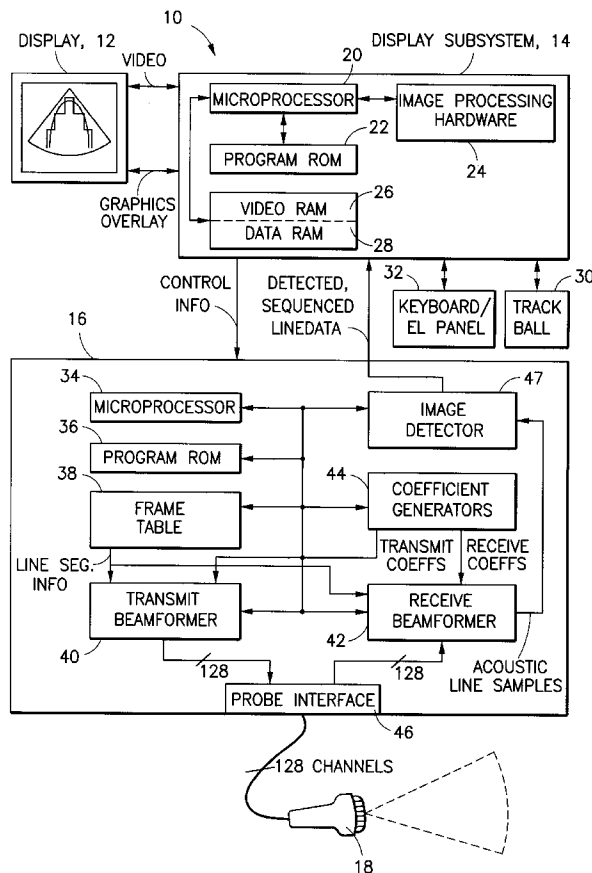 10
DISPLAY, 12
DISPLAY SUBSYSTEM, 14
VIDEO
20
MICROPROCESSOR
IMAGE PROCESSING
HARDWARE
22
PROGRAM ROM
24
GRAPHICS
OVERLAY
VIDEO RAM
26
DATA RAM
28
CONTROL
INFO
DETECTED,
SEQUENCED
LINEDATA
32
KEYBOARD/
EL PANEL
30
TRACK
BALL
16
34
MICROPROCESSOR
47
IMAGE
DETECTOR
36
PROGRAM ROM
38
FRAME
TABLE
44
COEFFICIENT
GENERATORS
LINE SEG.
INFO
TRANSMIT
COEFFS
RECEIVE
COEFFS
TRANSMIT
BEAMFORMER
40
RECEIVE
BEAMFORMER
42
128
128
ACOUSTIC
LINE SAMPLES
PROBE INTERFACE
46
128 CHANNELS
18